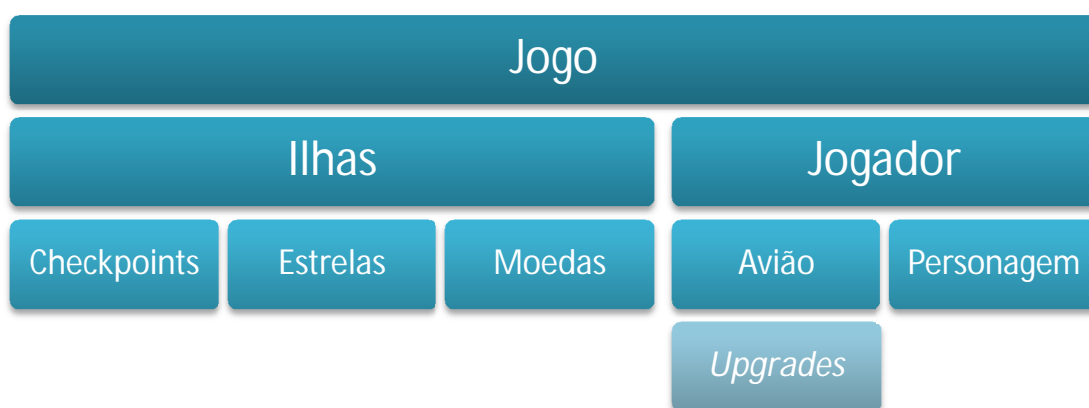 Jogo
Ilhas
Jogador
Checkpoints
Estrelas
Moedas
Avião
Personagem
Upgrades